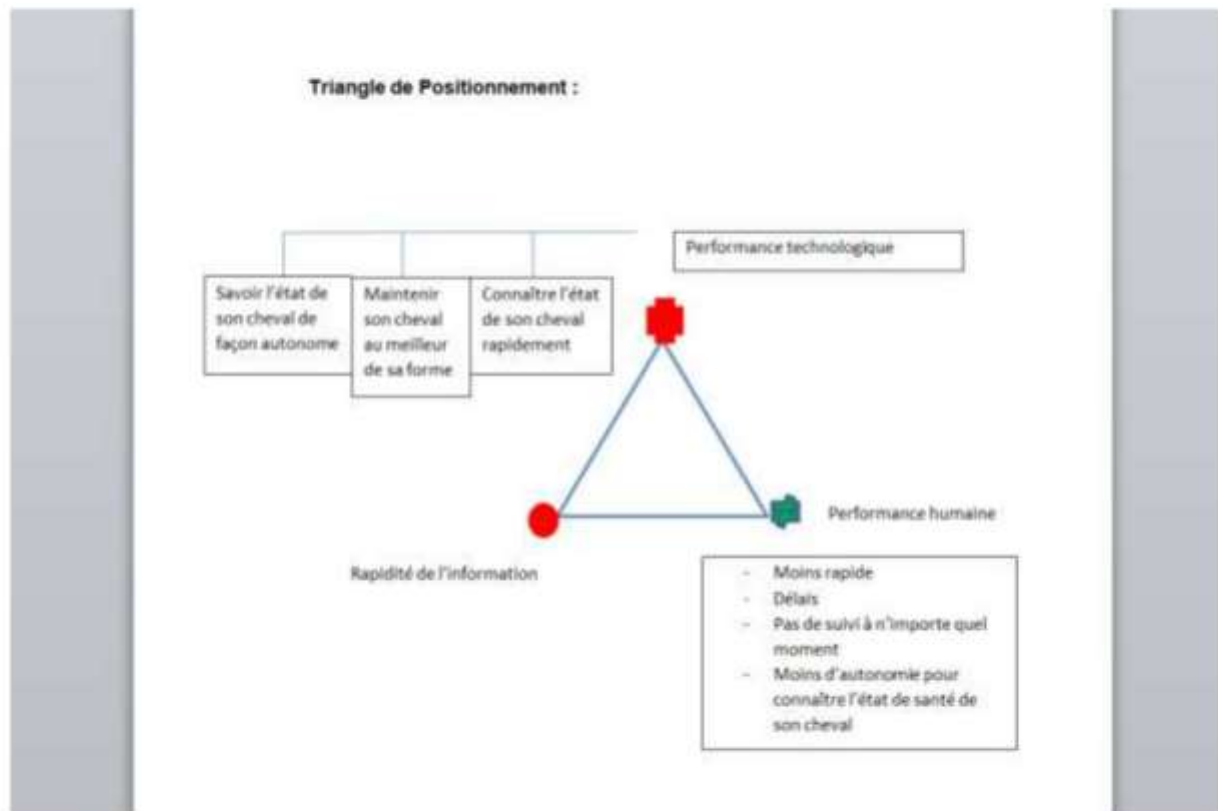 Triangle de Positionnement :
Performance technologique
Savoir l'état de
son cheval de
façon autonome
Maintenir
son cheval
au meilleur
de sa forme
Connaître l'état
de son cheval
rapidement
Performance humaine
Rapidité de l'information
- Moins rapide
- Délais
- Pas de suivi à n'importe quel
moment
- Moins d'autonomie pour
connaître l'état de santé de
son cheval